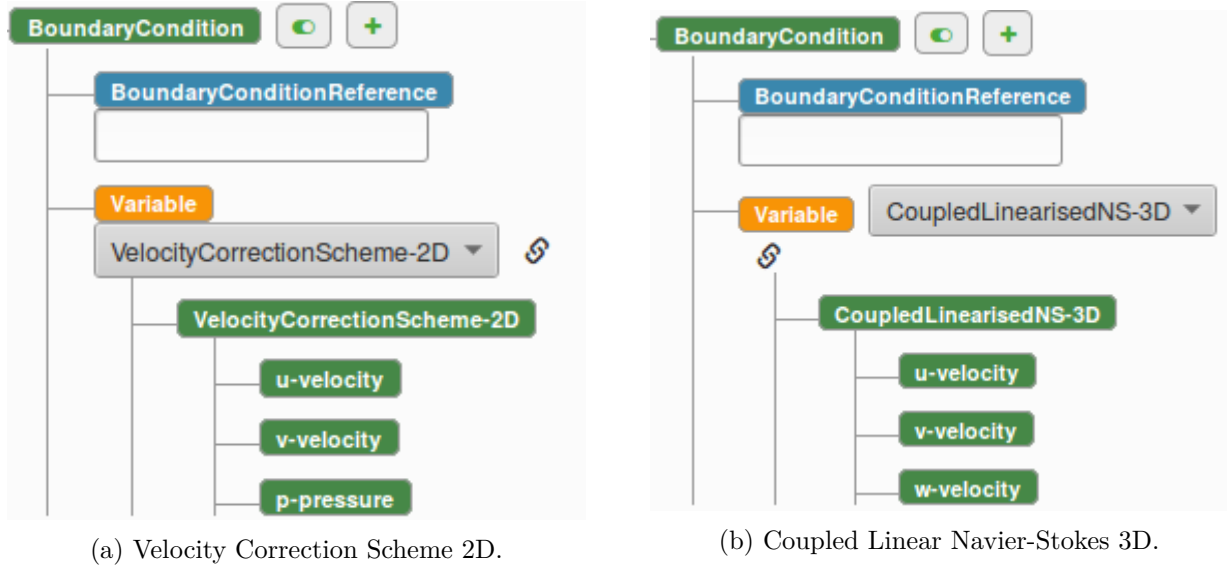 BoundaryCondition
BoundaryConditionReference
Variable
VelocityCorrectionScheme-2D
VelocityCorrectionScheme-2D
u-velocity
v-velocity
p-pressure
(a) Velocity Correction Scheme 2D.
BoundaryCondition
BoundaryConditionReference
Variable CoupledLinearisedNS-3D
CoupledLinearisedNS-3D
u-velocity
v-velocity
w-velocity
(b) Coupled Linear Navier-Stokes 3D.